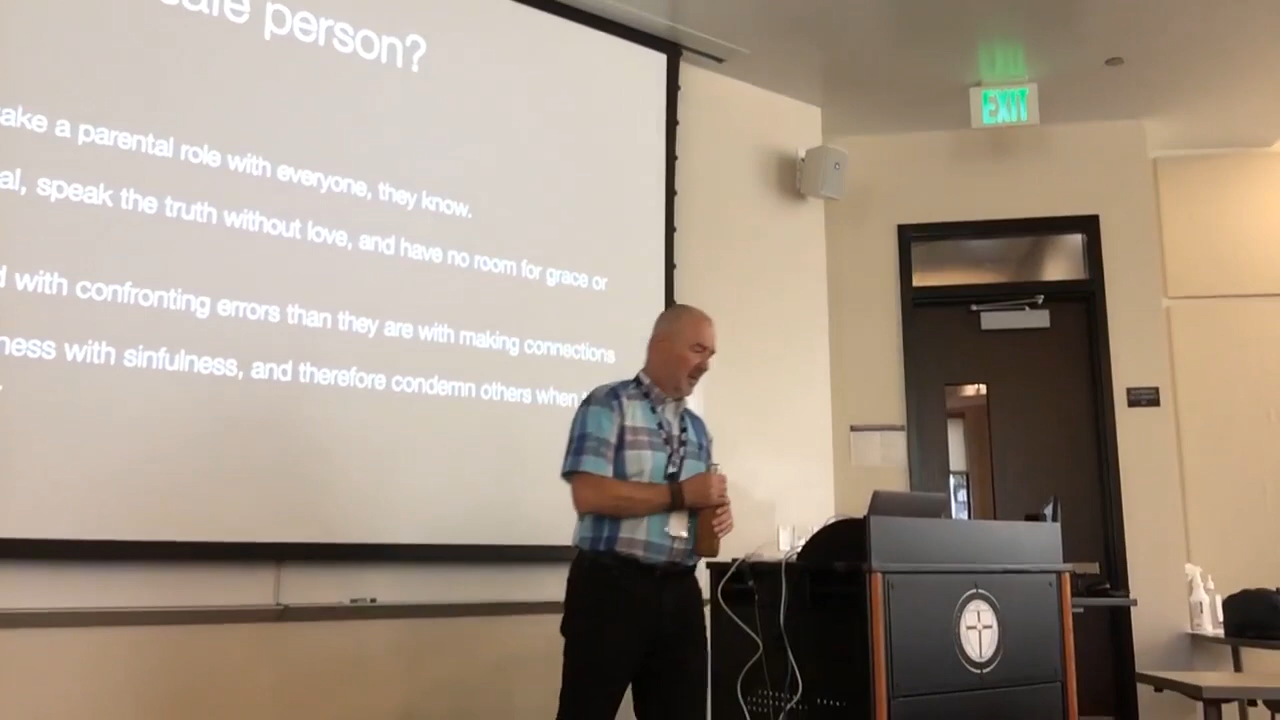 person?
ake a parental role with everyone, they know.
al, speak the truth without love, and have no room for grace or
with confronting errors than they are with making connections
ness with sinfulness, and therefore condemn others when
EXIT